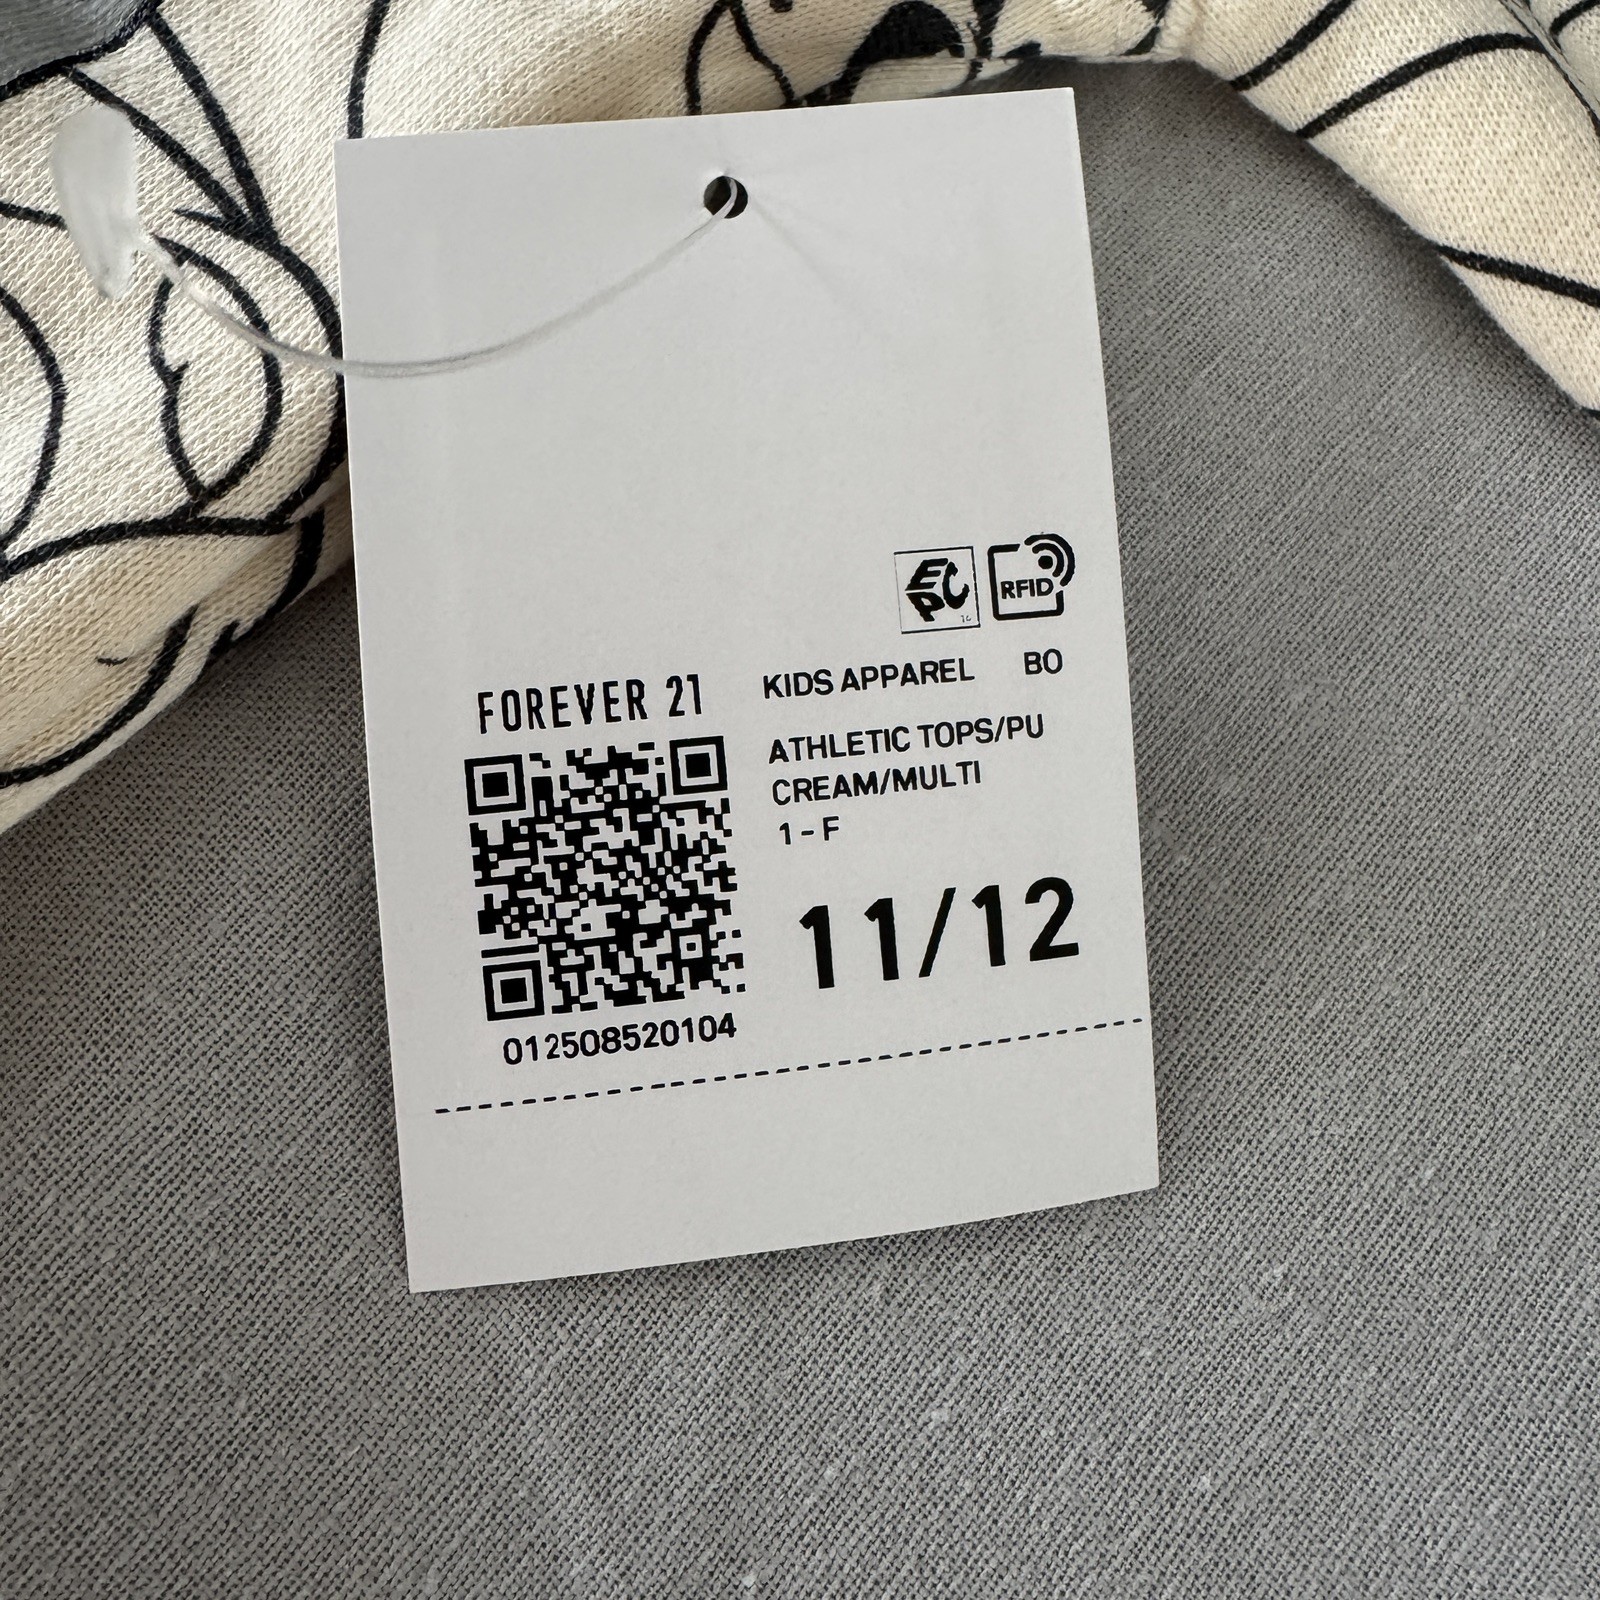 EPC
RFID
KIDS APPAREL BO
FOREVER 21
ATHLETIC TOPS/PU
CREAM/MULTI
1-F
11/12
012508520104